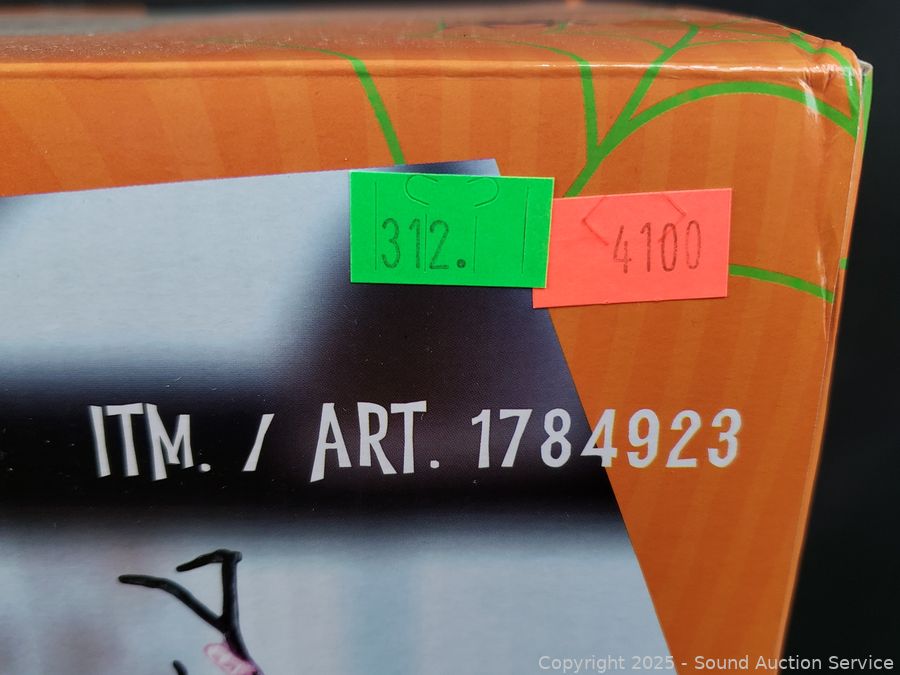 312.
4100
ITM. / ART. 1784923
Copyright 2025 - Sound Auction Service